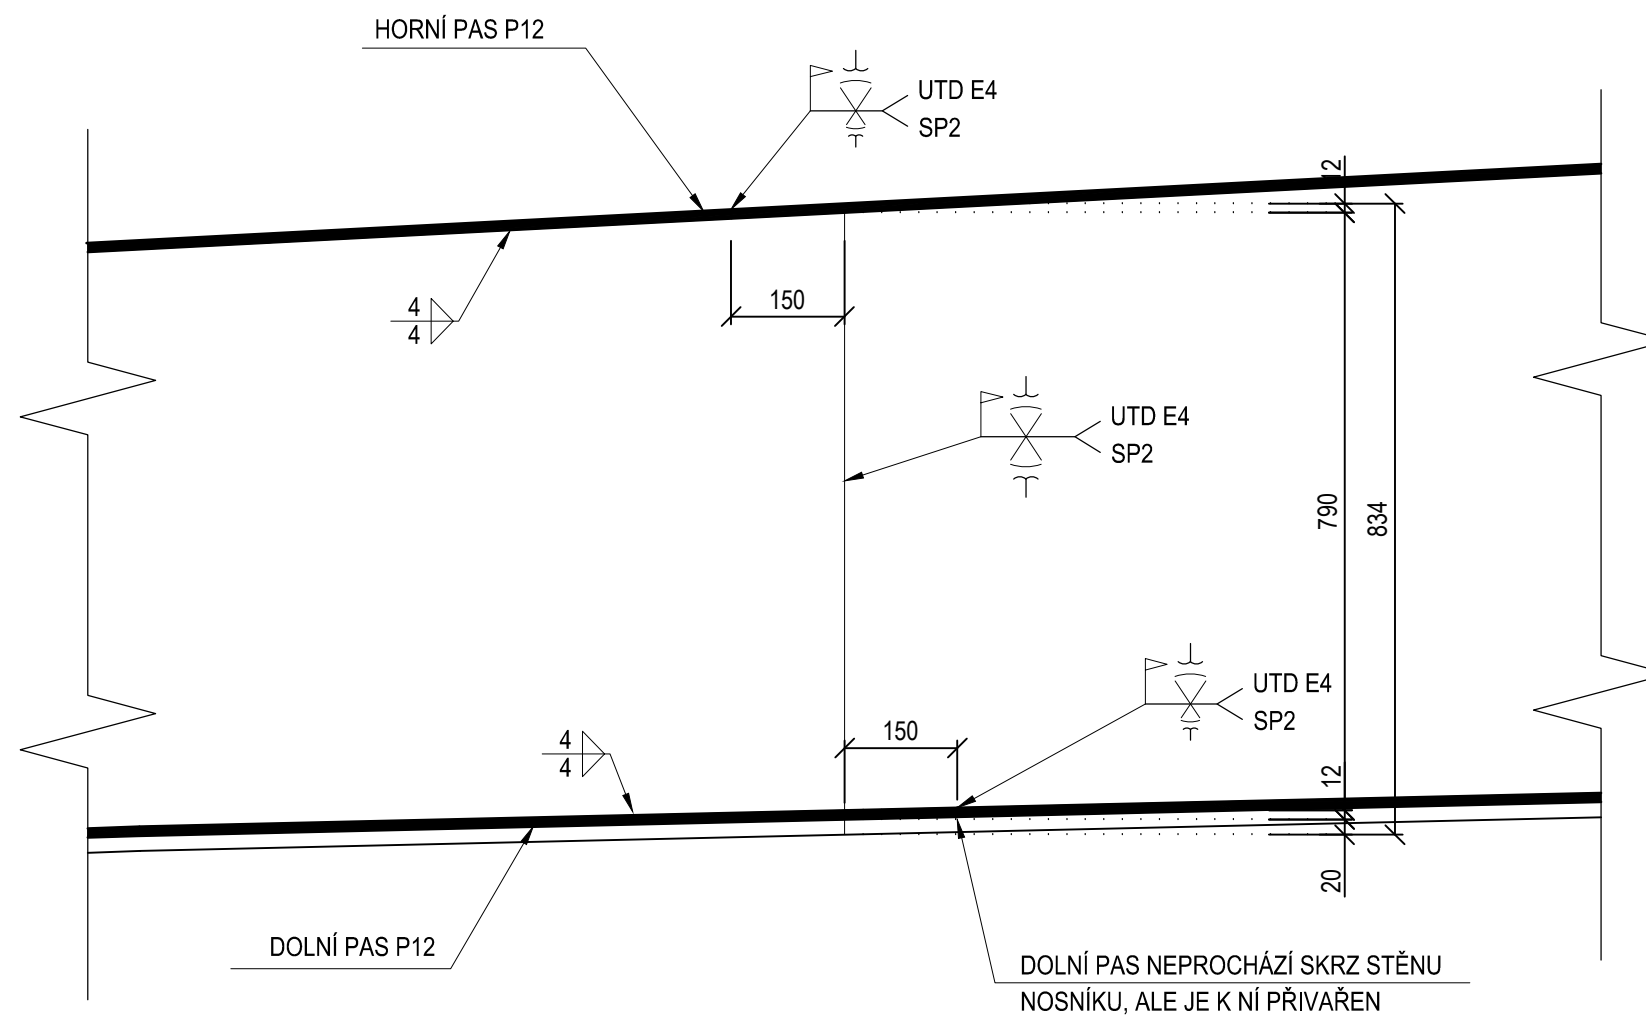 HORNÍ PAS P12
UTD E4
SP2
12
150
4
4
UTD E4
SP2
790
834
UTD E4
SP2
150
4
4
12
20
DOLNÍ PAS P12
DOLNÍ PAS NEPROCHÁZÍ SKRZ STĚNU
NOSNÍKU, ALE JE K NÍ PŘIVAŘEN